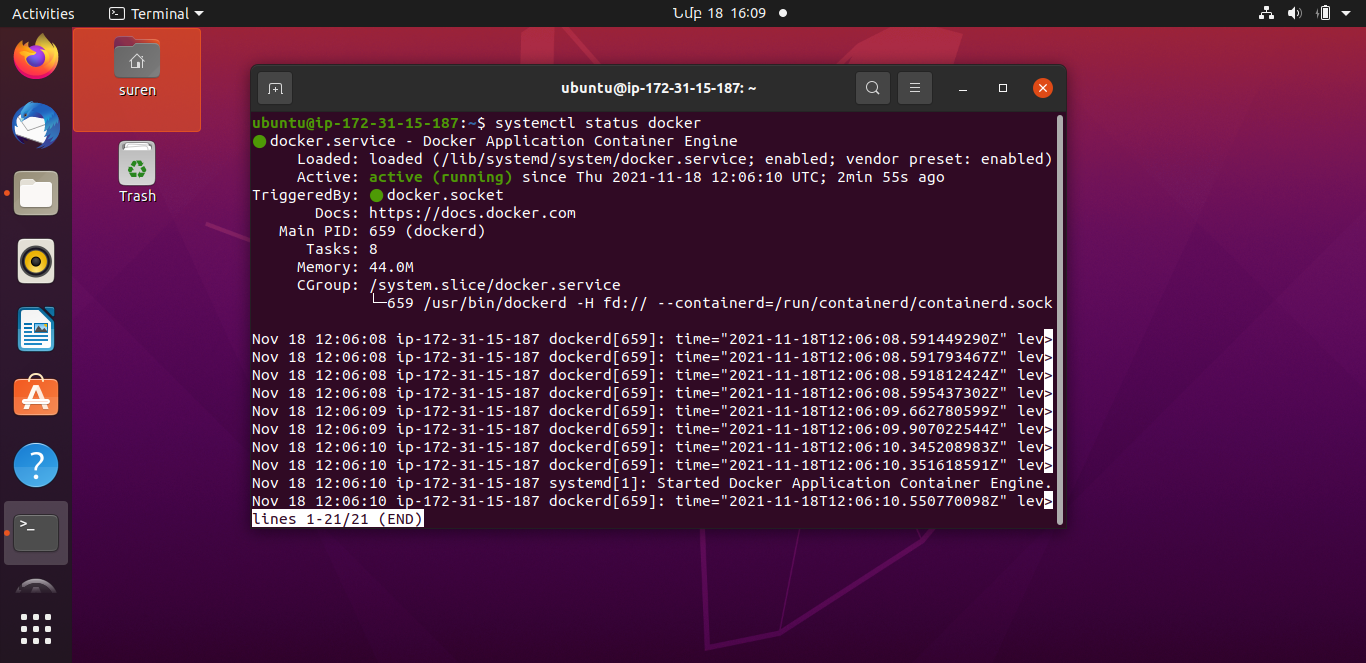 Activities
Terminal
Նմբ 18 16:09
suren
Trash
ubuntu@ip-172-31-15-187: ~
ubuntu@ip-172-31-15-187:~$ systemctl status docker
docker.service - Docker Application Container Engine
Loaded: loaded (/lib/systemd/system/docker.service; enabled; vendor preset: enabled)
Active: active (running) since Thu 2021-11-18 12:06:10 UTC; 2min 55s ago
TriggeredBy: docker.socket
Docs: https://docs.docker.com
Main PID: 659 (dockerd)
Tasks: 8
Memory: 44.0M
CGroup: /system.slice/docker.service
└─659 /usr/bin/dockerd -H fd:// --containerd=/run/containerd/containerd.sock
Nov 18 12:06:08 ip-172-31-15-187 dockerd[659]: time="2021-11-18T12:06:08.591449290Z" lev>
Nov 18 12:06:08 ip-172-31-15-187 dockerd[659]: time="2021-11-18T12:06:08.591793467Z" lev>
Nov 18 12:06:08 ip-172-31-15-187 dockerd[659]: time="2021-11-18T12:06:08.591812424Z" lev>
Nov 18 12:06:08 ip-172-31-15-187 dockerd[659]: time="2021-11-18T12:06:08.595437302Z" lev>
Nov 18 12:06:09 ip-172-31-15-187 dockerd[659]: time="2021-11-18T12:06:09.662780599Z" lev>
Nov 18 12:06:09 ip-172-31-15-187 dockerd[659]: time="2021-11-18T12:06:09.907022544Z" lev>
Nov 18 12:06:10 ip-172-31-15-187 dockerd[659]: time="2021-11-18T12:06:10.345208983Z" lev>
Nov 18 12:06:10 ip-172-31-15-187 dockerd[659]: time="2021-11-18T12:06:10.351618591Z" lev>
Nov 18 12:06:10 ip-172-31-15-187 systemd[1]: Started Docker Application Container Engine.
Nov 18 12:06:10 ip-172-31-15-187 dockerd[659]: time="2021-11-18T12:06:10.550770098Z" lev>
lines 1-21/21 (END)